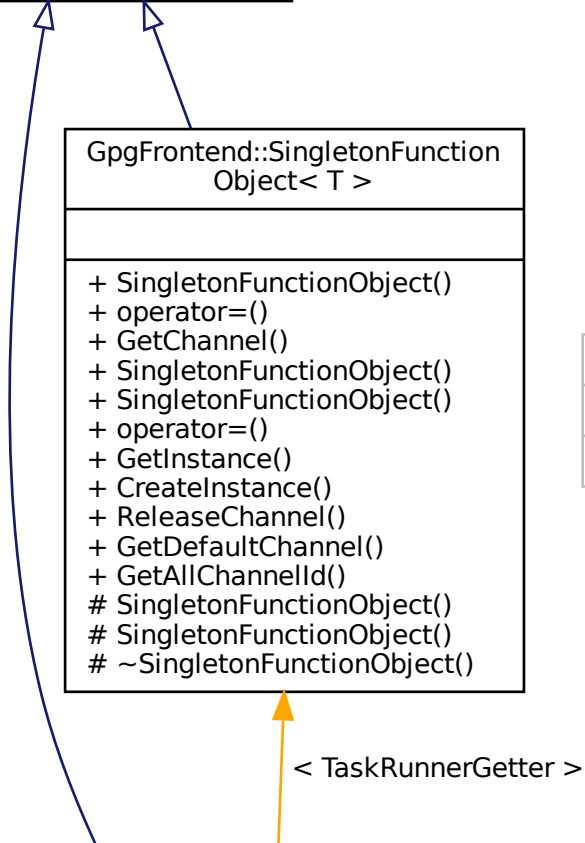 GpgFrontend::SingletonFunction
Object< T >
+ SingletonFunctionObject()
+ operator=()
+ GetChannel()
+ SingletonFunctionObject()
+ SingletonFunctionObject()
+ operator=()
+ GetInstance()
+ CreateInstance()
+ ReleaseChannel()
+ GetDefaultChannel()
+ GetAllChannelId()
# SingletonFunctionObject()
# SingletonFunctionObject()
# ~SingletonFunctionObject()
< TaskRunnerGetter >